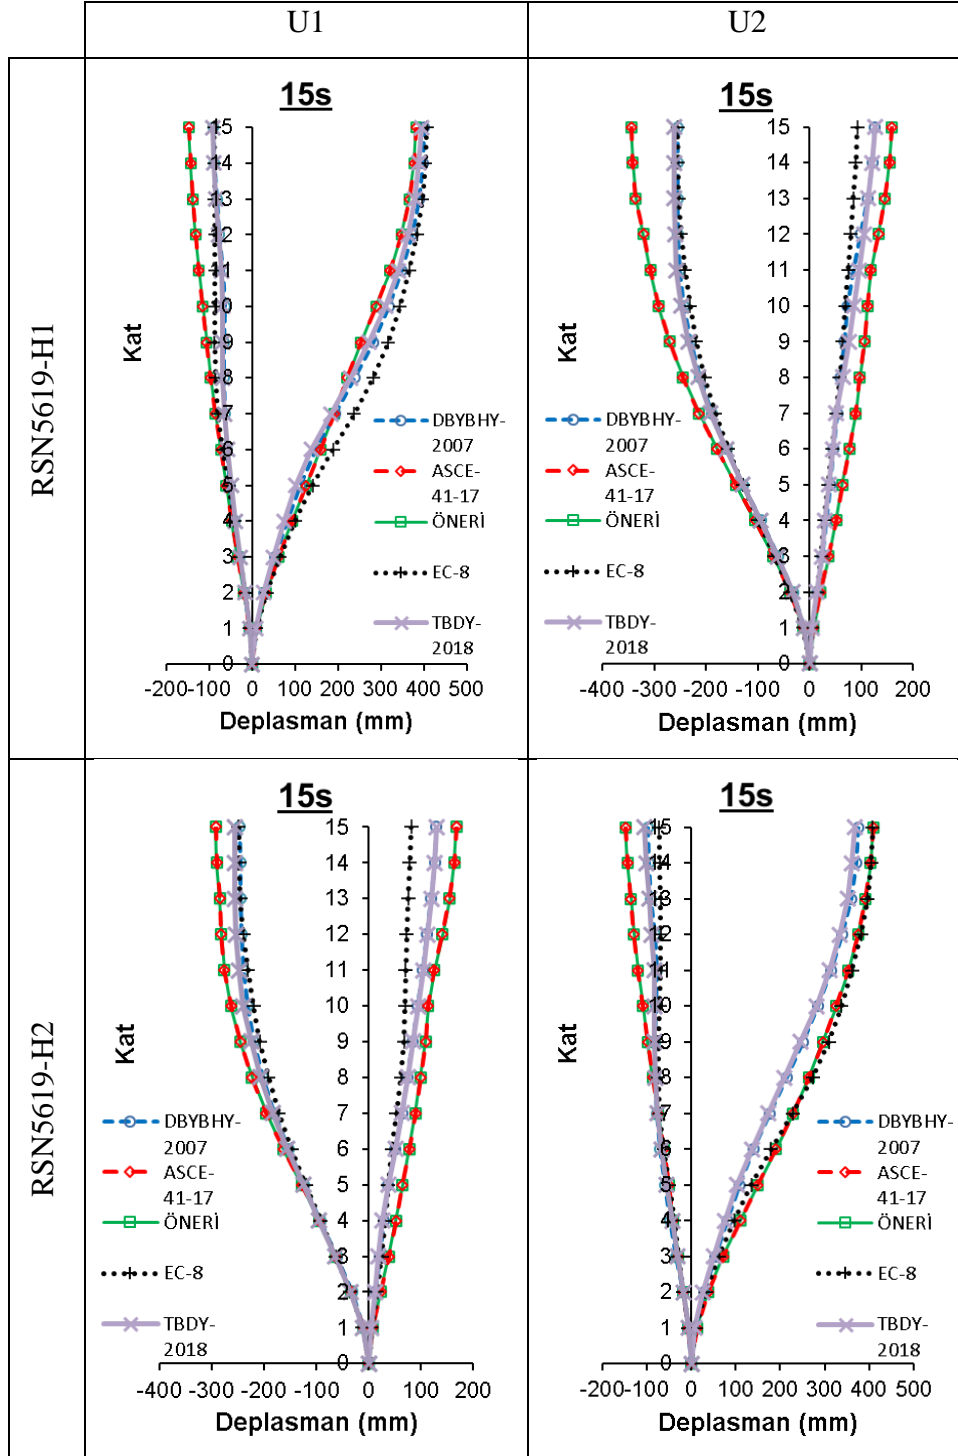 U1
U2
RSN5619-H1
15s
15
14
13
12
11
10
9
8
7
6
5
4
3
2
1
0
Kat
DBYBHY-
2007
ASCE-
41-17
ÖNERİ
EC-8
TBDY-
2018
-200 -100 0 100 200 300 400 500
Deplasman (mm)
15s
15
14
13
12
11
10
9
8
7
6
5
4
3
2
1
0
Kat
DBYBHY-
2007
ASCE-
41-17
ÖNERİ
EC-8
TBDY-
2018
-400 -300 -200 -100 0 100 200
Deplasman (mm)
RSN5619-H2
15s
15
14
13
12
11
10
9
8
7
6
5
4
3
2
1
0
Kat
DBYBHY-
2007
ASCE-
41-17
ÖNERİ
EC-8
TBDY-
2018
-400 -300 -200 -100 0 100 200
Deplasman (mm)
15s
15
14
13
12
11
10
9
8
7
6
5
4
3
2
1
0
Kat
DBYBHY-
2007
ASCE-
41-17
ÖNERİ
EC-8
TBDY-
2018
-200 -100 0 100 200 300 400 500
Deplasman (mm)